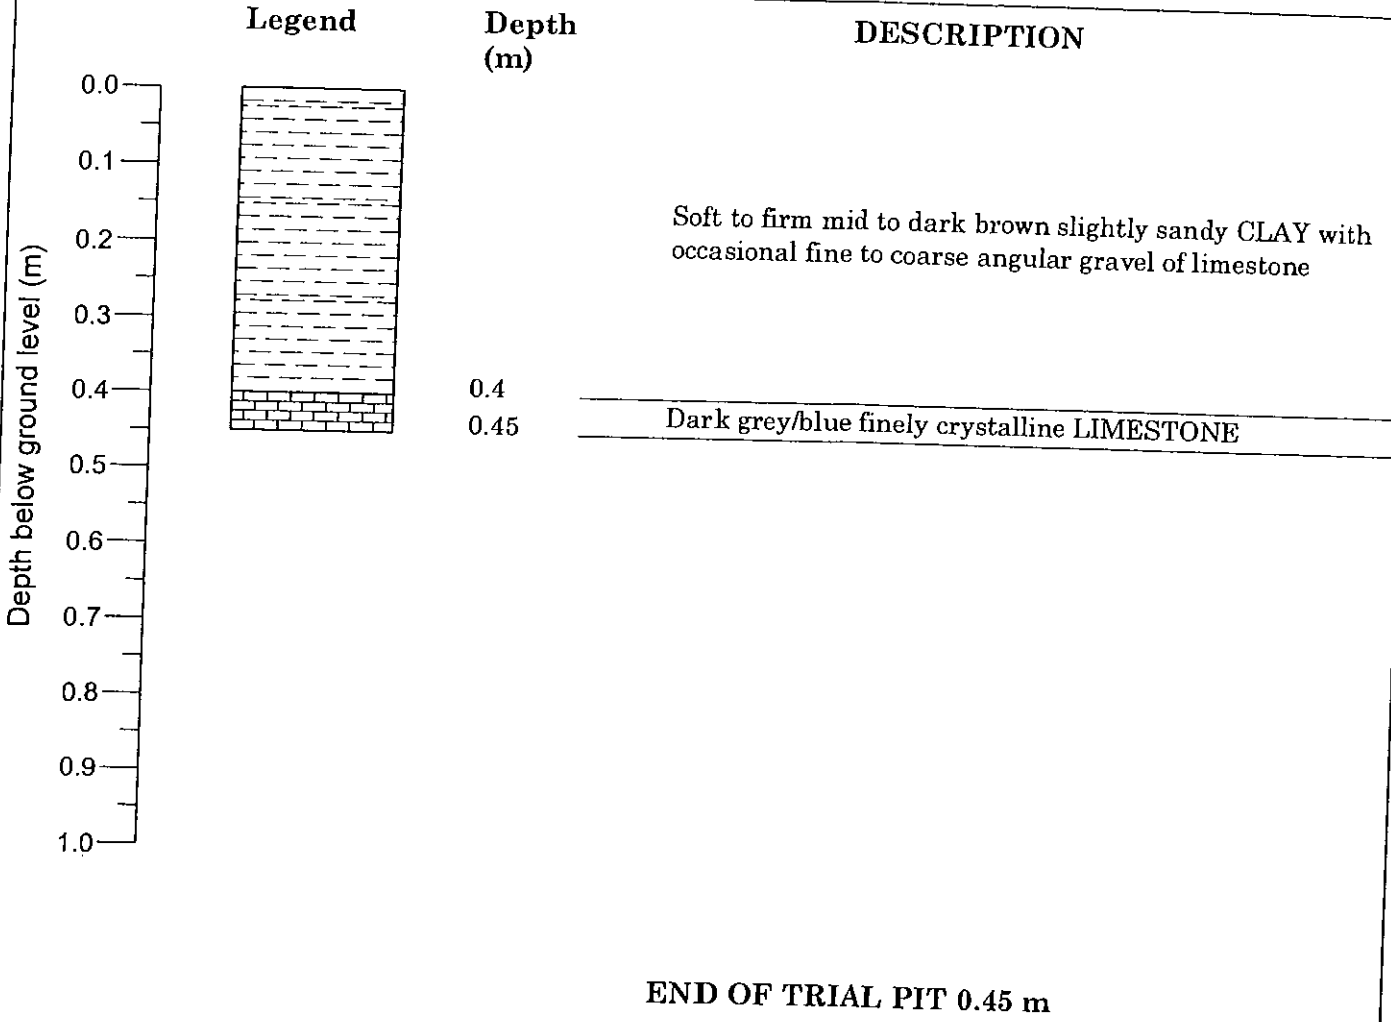 Legend
Depth
(m)
DESCRIPTION
Depth below ground level (m)
0.0
0.1
0.2
0.3
0.4
0.5
0.6
0.7
0.8
0.9
1.0
Soft to firm mid to dark brown slightly sandy CLAY with
occasional fine to coarse angular gravel of limestone
0.4
0.45
Dark grey/blue finely crystalline LIMESTONE
END OF TRIAL PIT 0.45 m